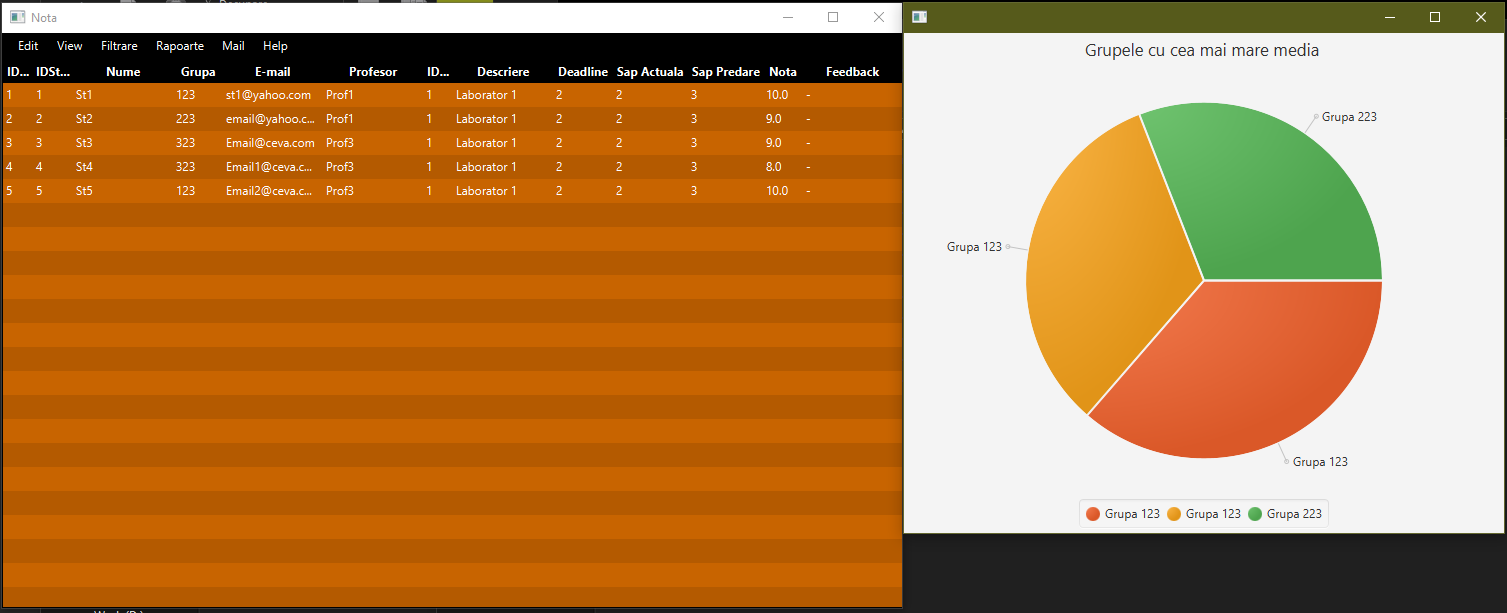 Nota
Edit View Filtrare Rapoarte Mail Help
ID... IDSt... Nume Grupa E-mail Profesor ID... Descriere Deadline Sap Actuala Sap Predare Nota Feedback
1 1 St1 123 st1@yahoo.com Prof1 1 Laborator 1 2 2 3 10.0 -
2 2 St2 223 email@yahoo.c... Prof1 1 Laborator 1 2 2 3 9.0 -
3 3 St3 323 Email@ceva.com Prof3 1 Laborator 1 2 2 3 9.0 -
4 4 St4 323 Email1@ceva.c... Prof3 1 Laborator 1 2 2 3 8.0 -
5 5 St5 123 Email2@ceva.c... Prof3 1 Laborator 1 2 2 3 10.0 -
Grupele cu cea mai mare media
Grupa 223
Grupa 123
Grupa 123
Grupa 123 Grupa 123 Grupa 223